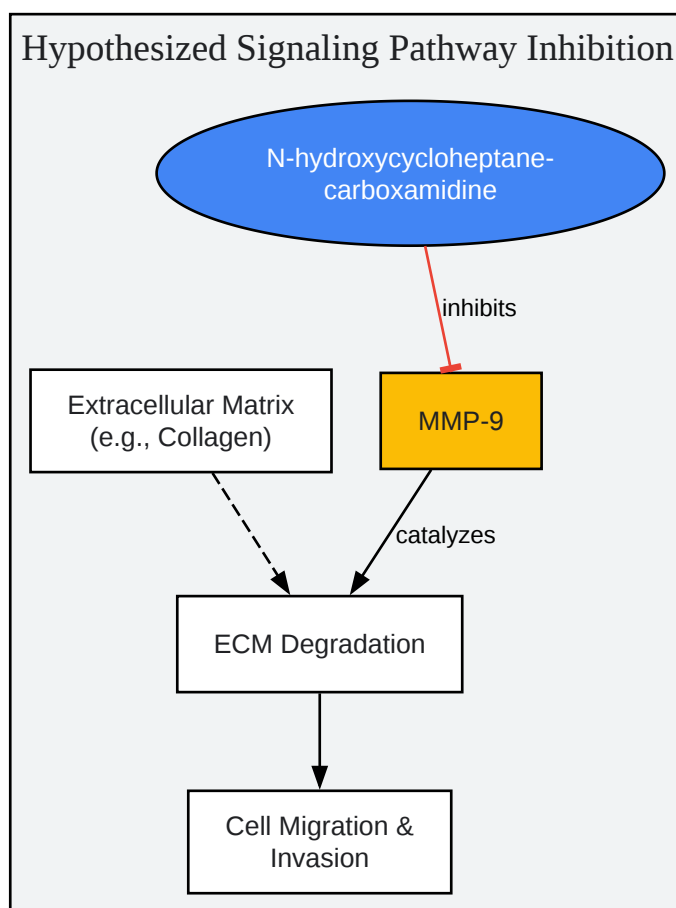 Hypothesized Signaling Pathway Inhibition
N-hydroxycycloheptane-
carboxamidine
inhibits
Extracellular Matrix
(e.g., Collagen)
MMP-9
catalyzes
ECM Degradation
Cell Migration &
Invasion